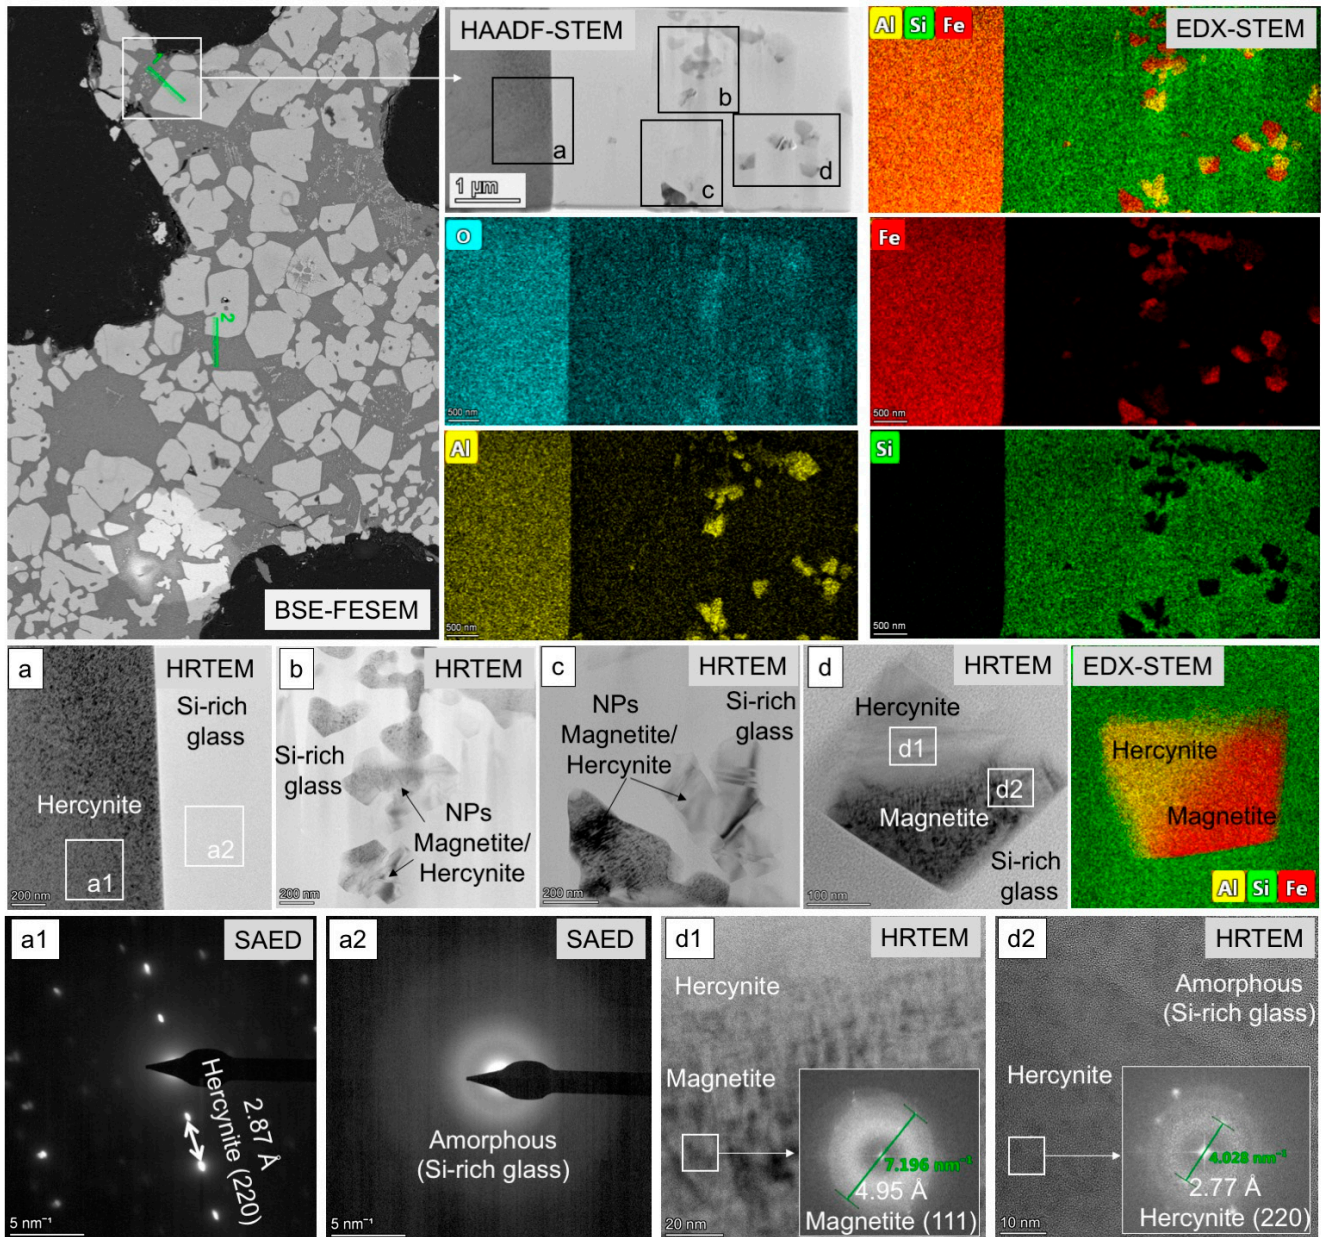 1
2
BSE-FESEM
HAADF-STEM
a
b
c
d
1 µm
Al Si Fe
EDX-STEM
O
500 nm
Fe
500 nm
Al
500 nm
Si
500 nm
a
HRTEM
Si-rich
glass
Hercynite
a1
a2
200 nm
b
HRTEM
Si-rich
glass
NPs
Magnetite/
Hercynite
200 nm
c
HRTEM
NPs
Magnetite/
Hercynite
Si-rich
glass
200 nm
d
HRTEM
Hercynite
d1
d2
Magnetite
Si-rich
glass
100 nm
EDX-STEM
Hercynite
Magnetite
Al Si Fe
a1
SAED
2.87 Å
Hercynite (220)
5 nm⁻¹
a2
SAED
Amorphous
(Si-rich glass)
5 nm⁻¹
d1
HRTEM
Hercynite
Magnetite
7.196 nm⁻¹
4.95 Å
Magnetite (111)
20 nm
d2
HRTEM
Amorphous
(Si-rich glass)
Hercynite
4.028 nm⁻¹
2.77 Å
Hercynite (220)
10 nm